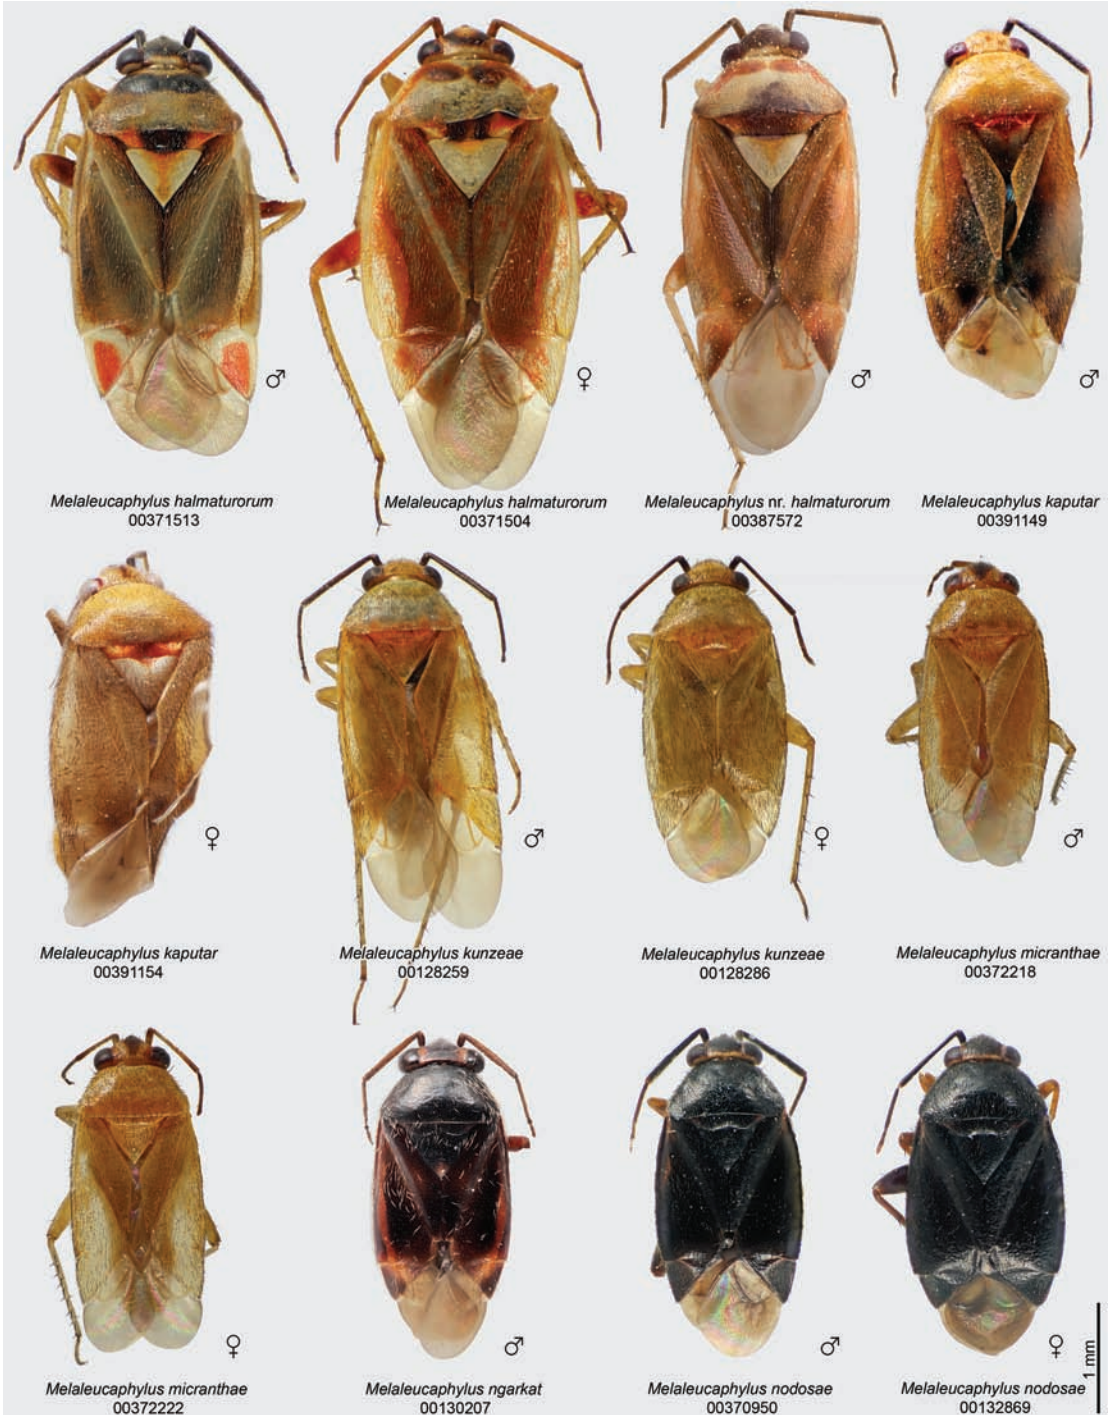 ♂
♀
♂
♂
Melaleucaphylus halmaturorum
00371513
Melaleucaphylus halmaturorum
00371504
Melaleucaphylus nr. halmaturorum
00387572
Melaleucaphylus kaputar
00391149
♀
♂
♀
♂
Melaleucaphylus kaputar
00391154
Melaleucaphylus kunzeae
00128259
Melaleucaphylus kunzeae
00128286
Melaleucaphylus micranthae
00372218
♀
♂
♂
♀
1 mm
Melaleucaphylus micranthae
00372222
Melaleucaphylus ngarkat
00130207
Melaleucaphylus nodosae
00370950
Melaleucaphylus nodosae
00132869